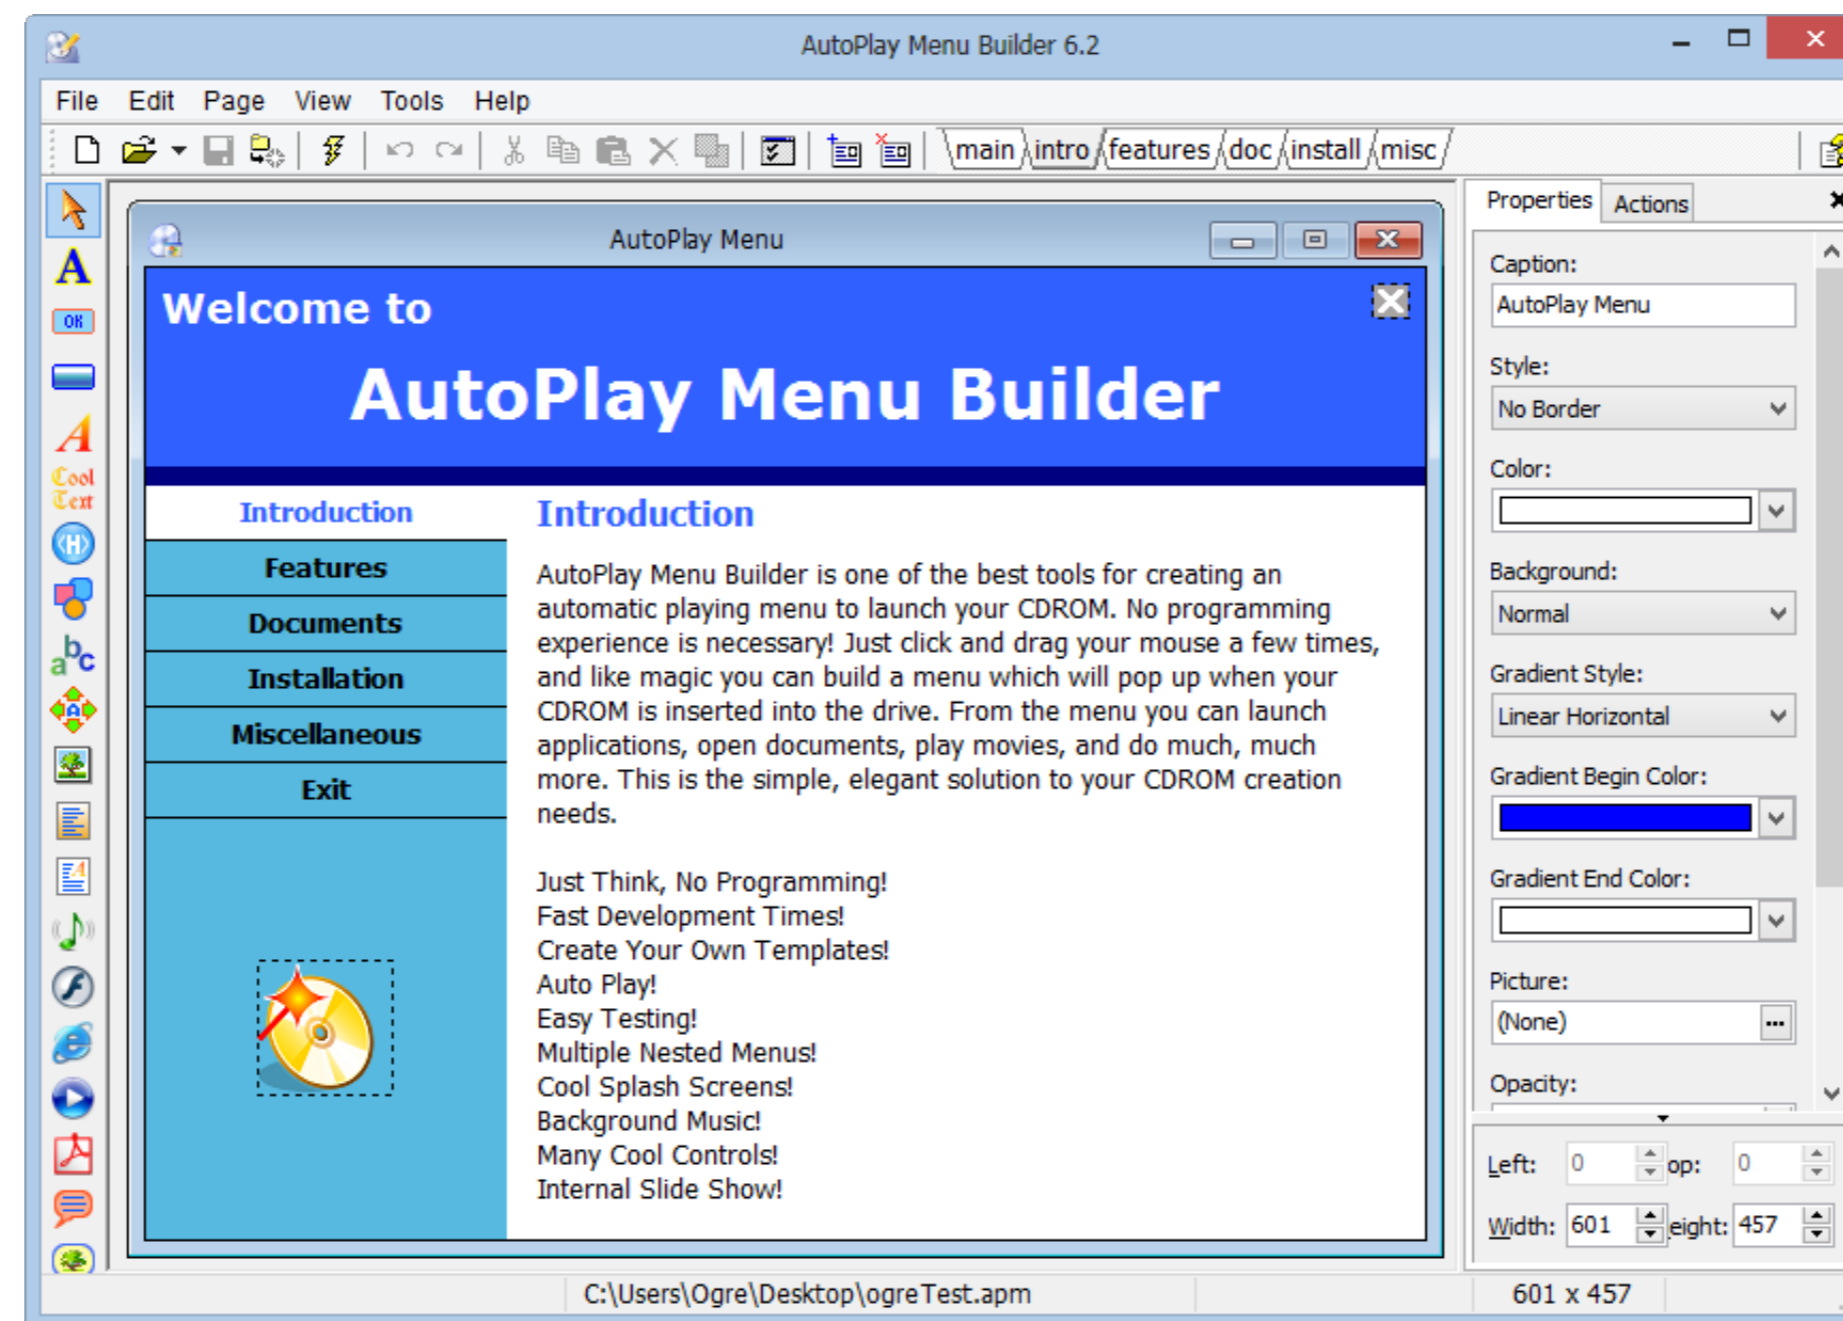 AutoPlay Menu Builder 6.2
File Edit Page View Tools Help
main intro features doc install misc
Properties Actions
AutoPlay Menu
A
OK
A
Cool
Text
<H>
abc
A
Welcome to
AutoPlay Menu Builder
Introduction
Features
Documents
Installation
Miscellaneous
Exit
Introduction
AutoPlay Menu Builder is one of the best tools for creating an
automatic playing menu to launch your CDROM. No programming
experience is necessary! Just click and drag your mouse a few times,
and like magic you can build a menu which will pop up when your
CDROM is inserted into the drive. From the menu you can launch
applications, open documents, play movies, and do much, much
more. This is the simple, elegant solution to your CDROM creation
needs.
Just Think, No Programming!
Fast Development Times!
Create Your Own Templates!
Auto Play!
Easy Testing!
Multiple Nested Menus!
Cool Splash Screens!
Background Music!
Many Cool Controls!
Internal Slide Show!
Caption:
AutoPlay Menu
Style:
No Border
Color:
Background:
Normal
Gradient Style:
Linear Horizontal
Gradient Begin Color:
Gradient End Color:
Picture:
(None) ...
Opacity:
Left: 0 op: 0
Width: 601 eight: 457
C:\Users\Ogre\Desktop\ogreTest.apm
601 x 457